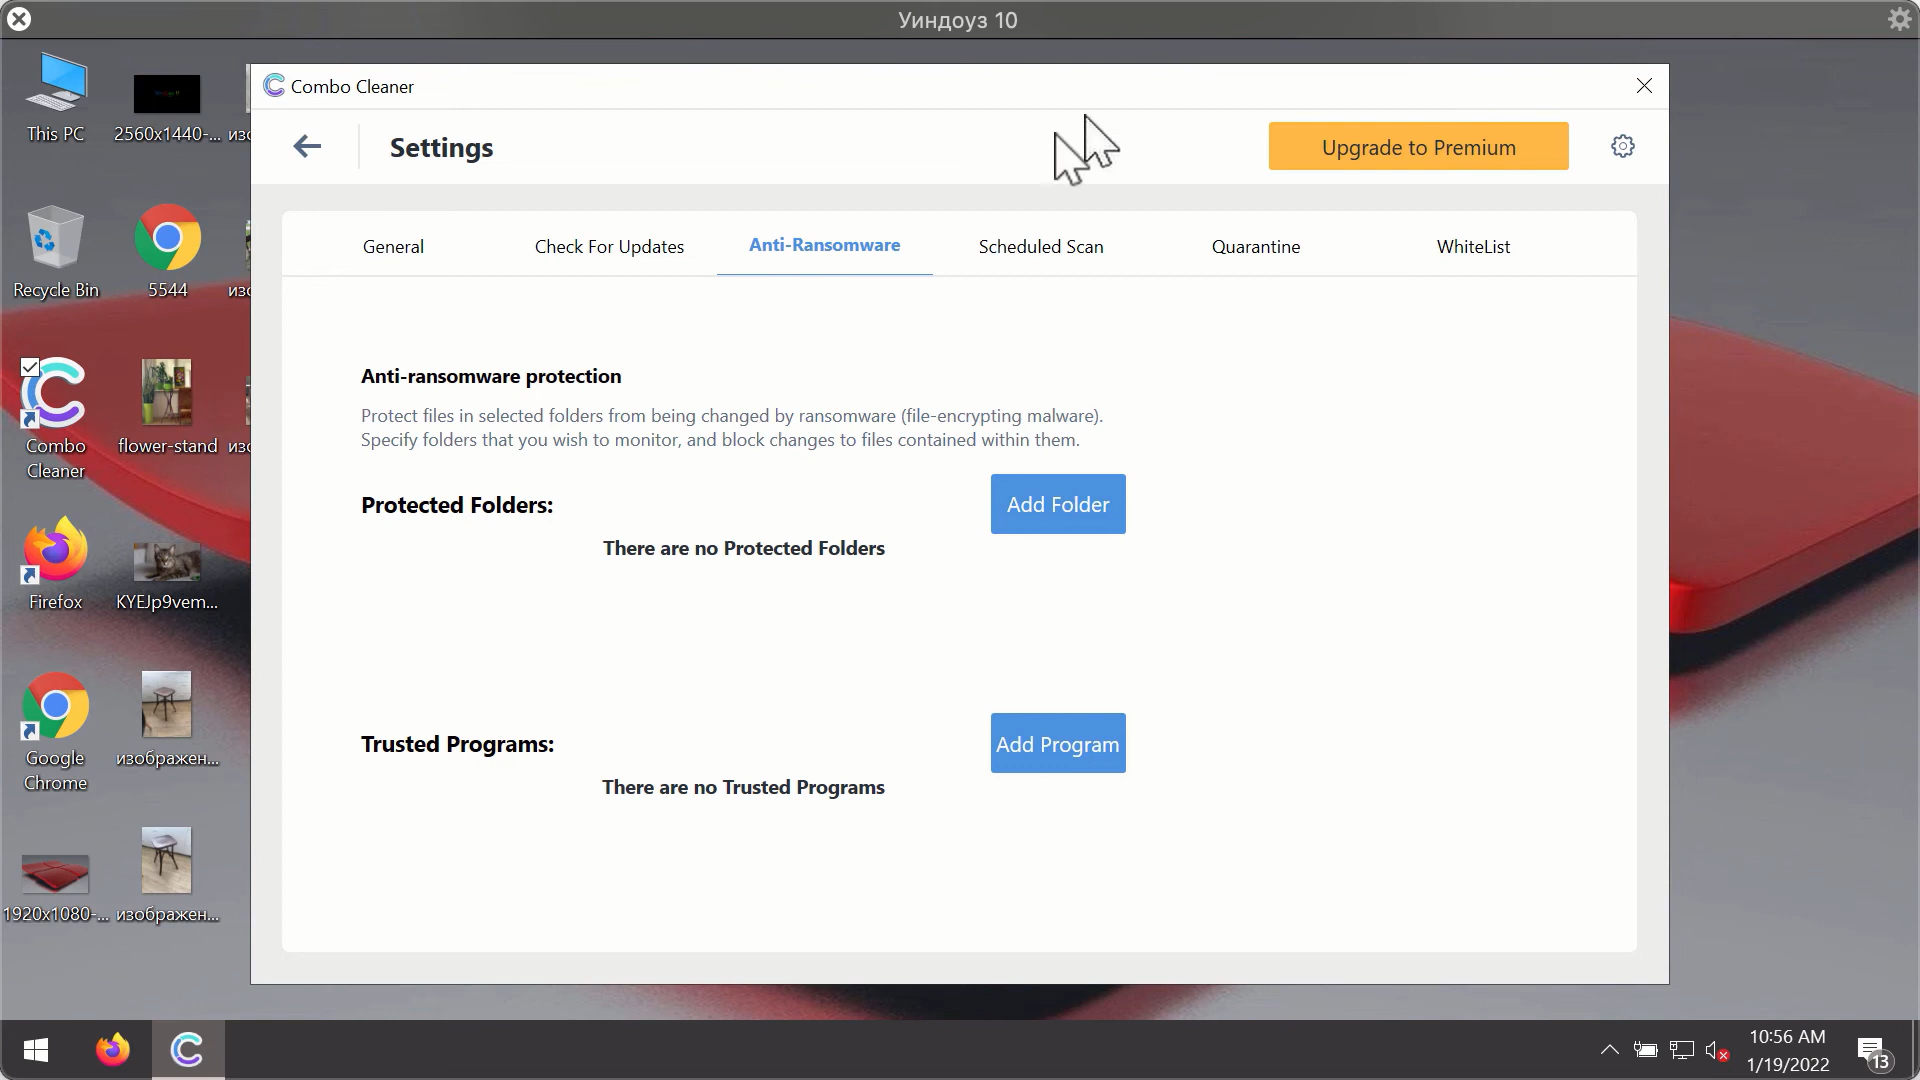 Уиндоуз 10
This PC
2560x1440-...
Recycle Bin
5544
Combo
Cleaner
flower-stand
Firefox
KYEJp9vem...
Google
Chrome
изображен...
1920x1080-...
изображен...
Combo Cleaner
Settings
Upgrade to Premium
General
Check For Updates
Anti-Ransomware
Scheduled Scan
Quarantine
WhiteList
Anti-ransomware protection
Protect files in selected folders from being changed by ransomware (file-encrypting malware).
Specify folders that you wish to monitor, and block changes to files contained within them.
Protected Folders:
Add Folder
There are no Protected Folders
Trusted Programs:
Add Program
There are no Trusted Programs
10:56 AM
1/19/2022
13